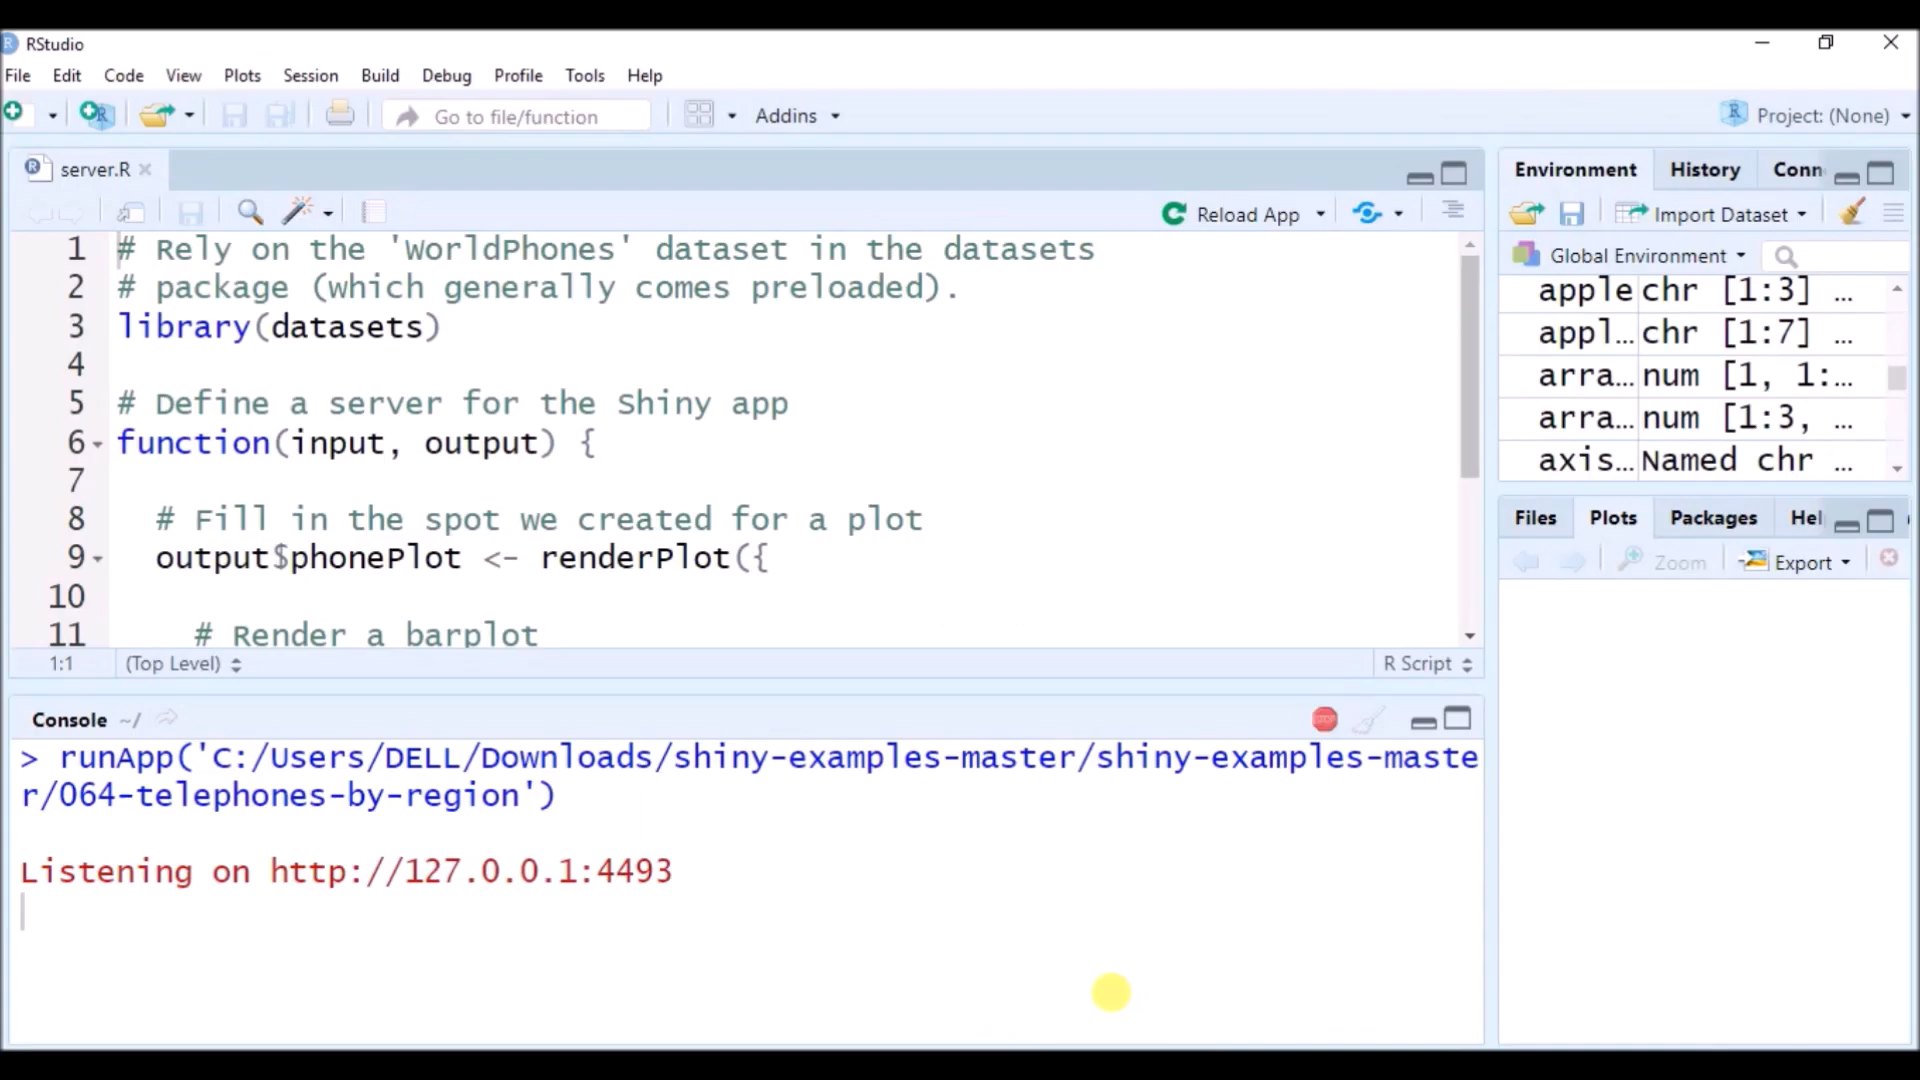 RStudio
File Edit Code View Plots Session Build Debug Profile Tools Help
Go to file/function Addins Project: (None)
server.R
Reload App
1 # Rely on the 'WorldPhones' dataset in the datasets
2 # package (which generally comes preloaded).
3 library(datasets)
4
5 # Define a server for the Shiny app
6 function(input, output) {
7
8 # Fill in the spot we created for a plot
9 output$phonePlot <- renderPlot({
10
11 # Render a barplot
1:1 (Top Level) R Script
Console ~/
STOP
> runApp('C:/Users/DELL/Downloads/shiny-examples-master/shiny-examples-maste
r/064-telephones-by-region')
Listening on http://127.0.0.1:4493
Environment History Conn
Import Dataset
Global Environment
apple chr [1:3] ...
appl... chr [1:7] ...
arra... num [1, 1:...
arra... num [1:3, ...
axis... Named chr ...
Files Plots Packages Hel
Zoom Export